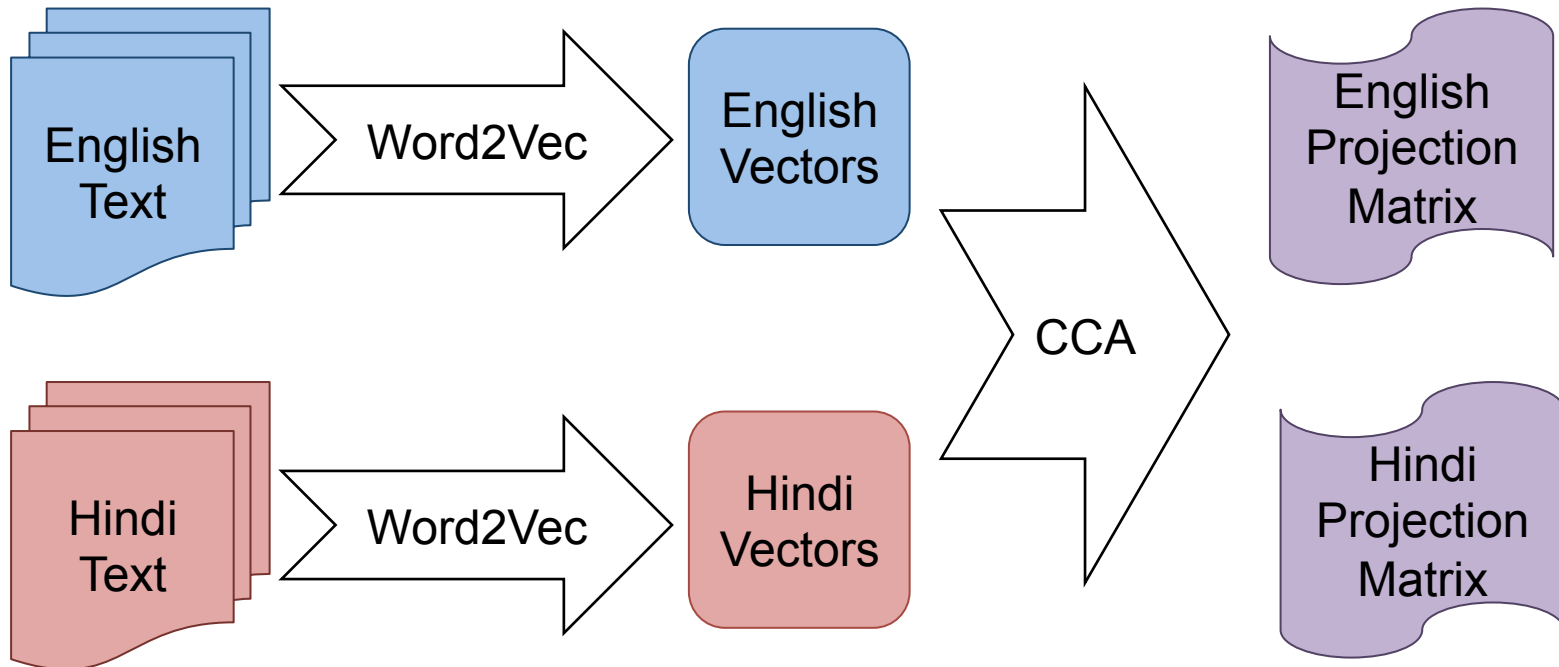 English
Text
Word2Vec
English
Vectors
English
Projection
Matrix
CCA
Hindi
Text
Word2Vec
Hindi
Vectors
Hindi
Projection
Matrix